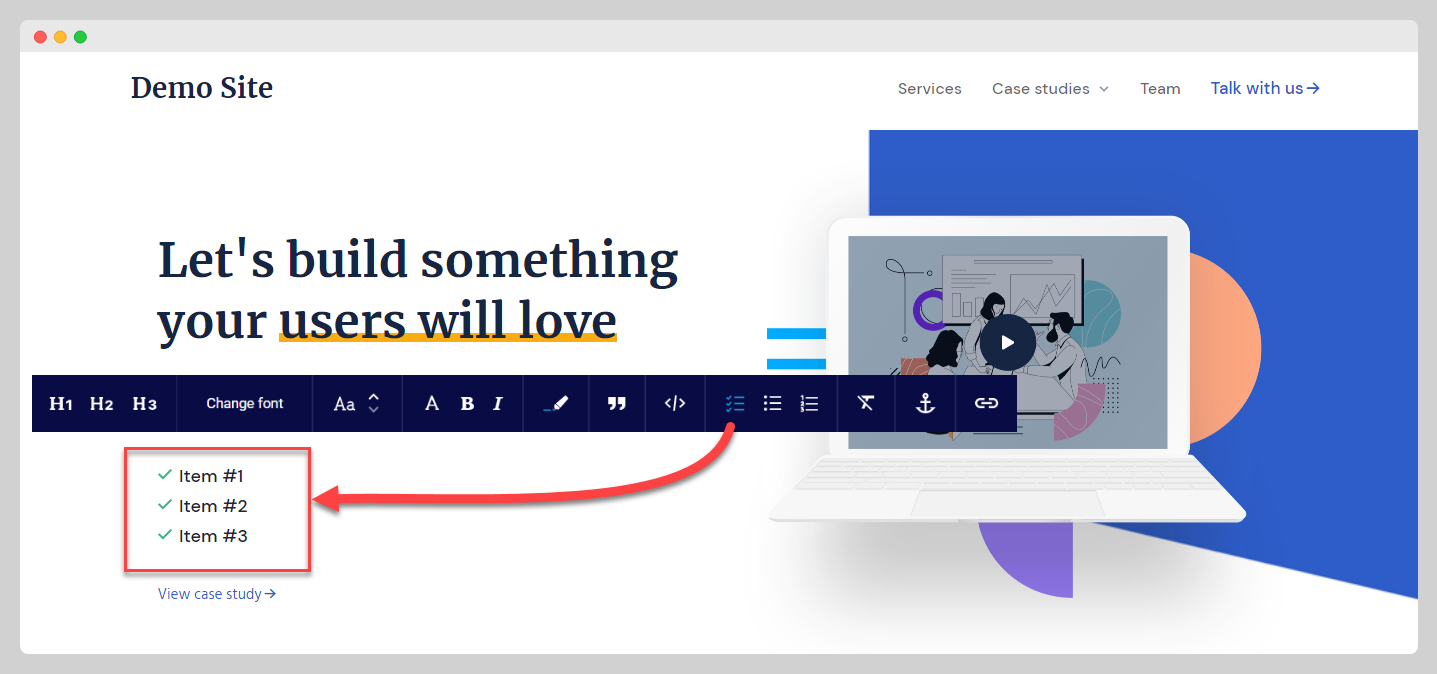 Demo Site
Services Case studies Team Talk with us→
Let's build something
your users will love
H1 H2 H3 Change font Aa A B I
Item #1
Item #2
Item #3
View case study→